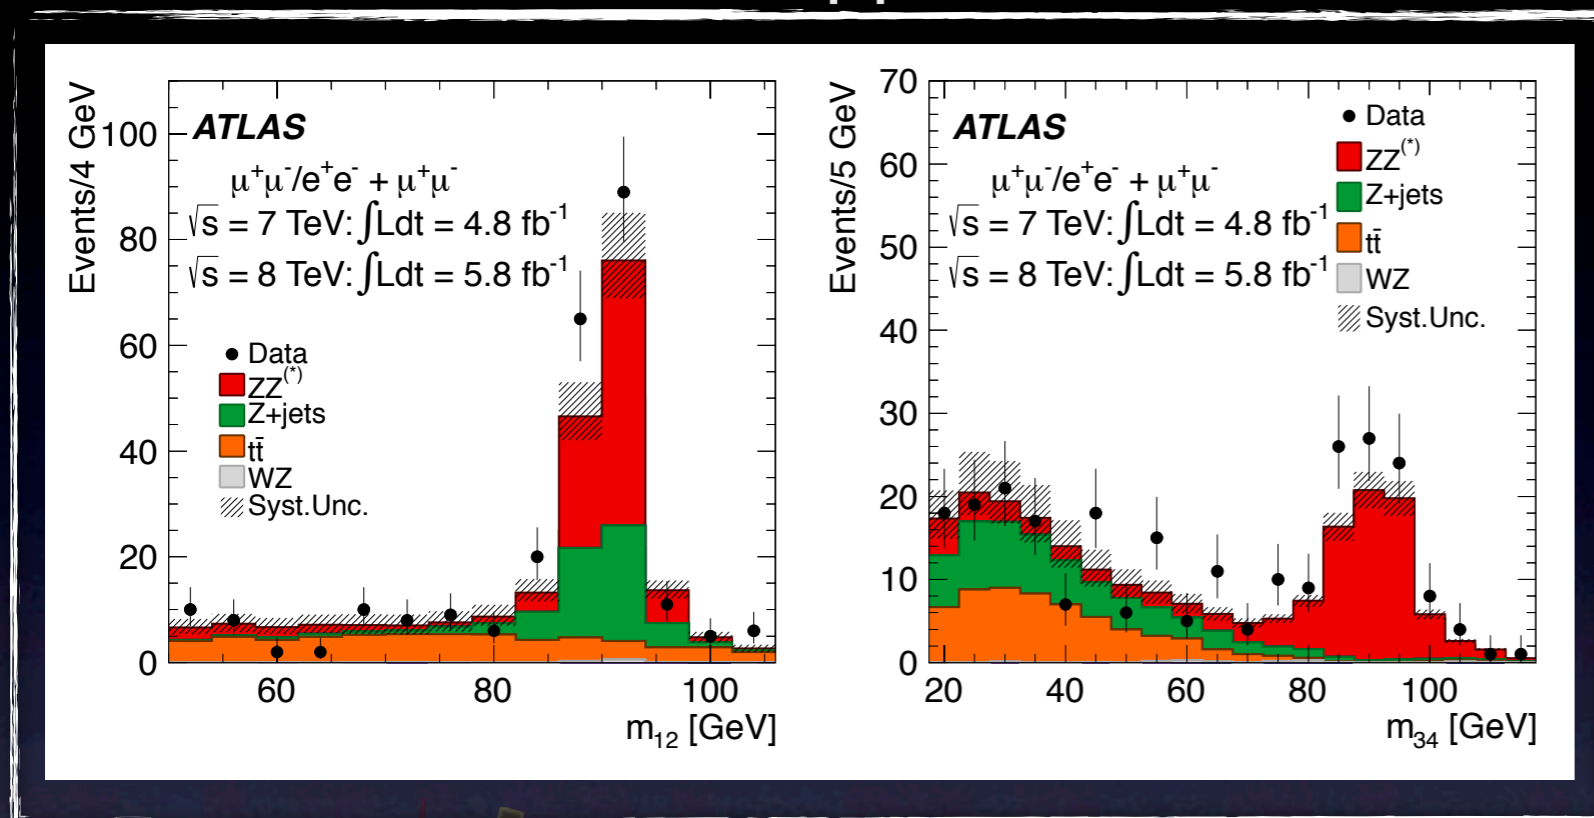 Events/4 GeV
100
80
60
40
20
0
ATLAS
μ⁺μ⁻/e⁺e⁻ + μ⁺μ⁻
√s = 7 TeV: ∫Ldt = 4.8 fb⁻¹
√s = 8 TeV: ∫Ldt = 5.8 fb⁻¹
Data
ZZ⁽*⁾
Z+jets
tt̄
WZ
Syst.Unc.
60 80 100
m₁₂ [GeV]
Events/5 GeV
70
60
50
40
30
20
10
0
ATLAS
μ⁺μ⁻/e⁺e⁻ + μ⁺μ⁻
√s = 7 TeV: ∫Ldt = 4.8 fb⁻¹
√s = 8 TeV: ∫Ldt = 5.8 fb⁻¹
Data
ZZ⁽*⁾
Z+jets
tt̄
WZ
Syst.Unc.
20 40 60 80 100
m₃₄ [GeV]